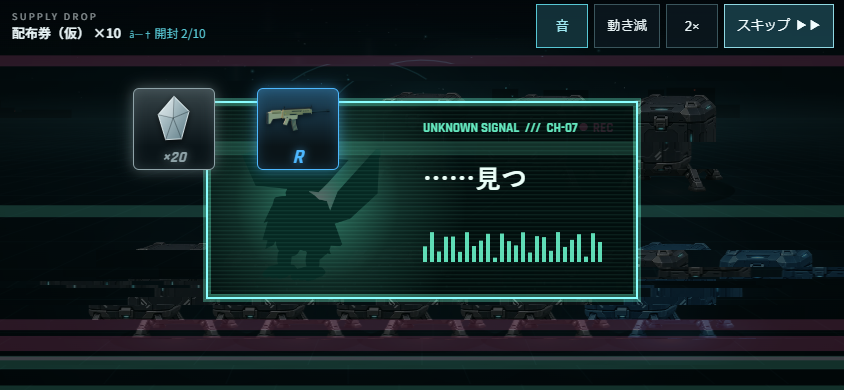 SUPPLY DROP
配布券（仮）×10 â—† 開封 2/10
音
動き減
2×
スキップ ▶▶
×20
R
UNKNOWN SIGNAL /// CH-07 ● REC
……見つ